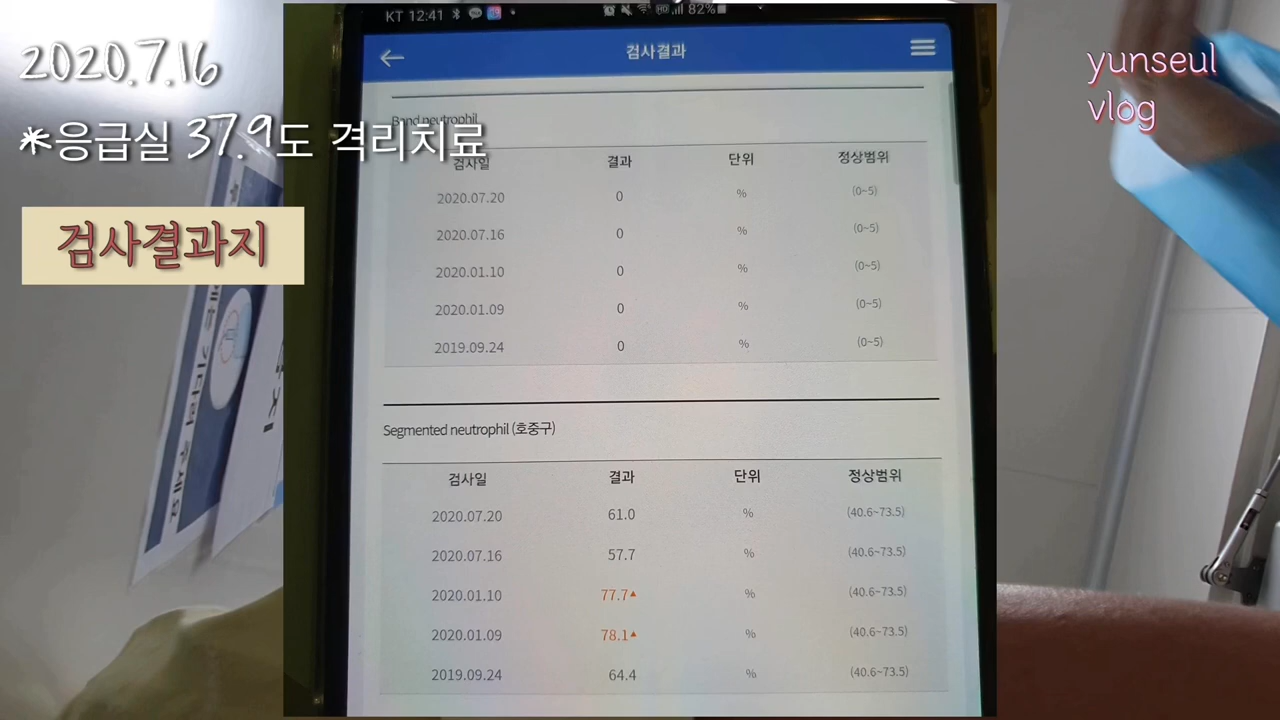 KT 12:41
82%
2020.7.16
*응급실 37.9도 격리치료
검사결과지
yunseul
vlog
검사결과
Band neutrophil
검사일 결과 단위 정상범위
2020.07.20 0 % (0~5)
2020.07.16 0 % (0~5)
2020.01.10 0 % (0~5)
2020.01.09 0 % (0~5)
2019.09.24 0 % (0~5)
Segmented neutrophil (호중구)
검사일 결과 단위 정상범위
2020.07.20 61.0 % (40.6~73.5)
2020.07.16 57.7 % (40.6~73.5)
2020.01.10 77.7▲ % (40.6~73.5)
2020.01.09 78.1▲ % (40.6~73.5)
2019.09.24 64.4 % (40.6~73.5)